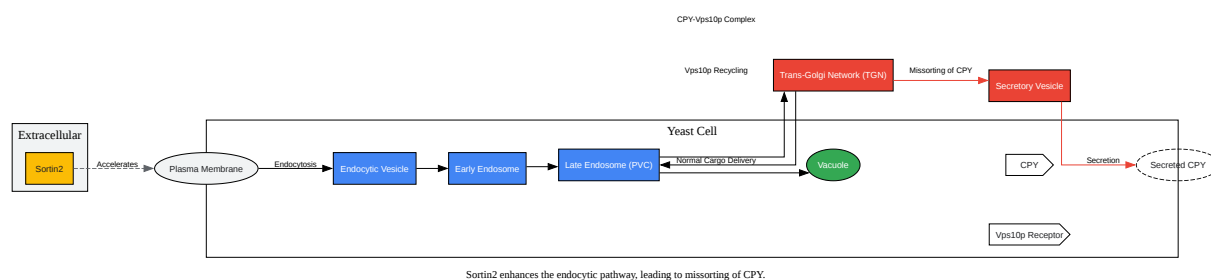 CPY-Vps10p Complex
Vps10p Recycling
Trans-Golgi Network (TGN)
Missorting of CPY
Secretory Vesicle
Extracellular
Yeast Cell
Sortin2
Accelerates
Plasma Membrane
Endocytosis
Endocytic Vesicle
Early Endosome
Late Endosome (PVC)
Normal Cargo Delivery
Vacuole
CPY
Secretion
Secreted CPY
Vps10p Receptor
Sortin2 enhances the endocytic pathway, leading to missorting of CPY.